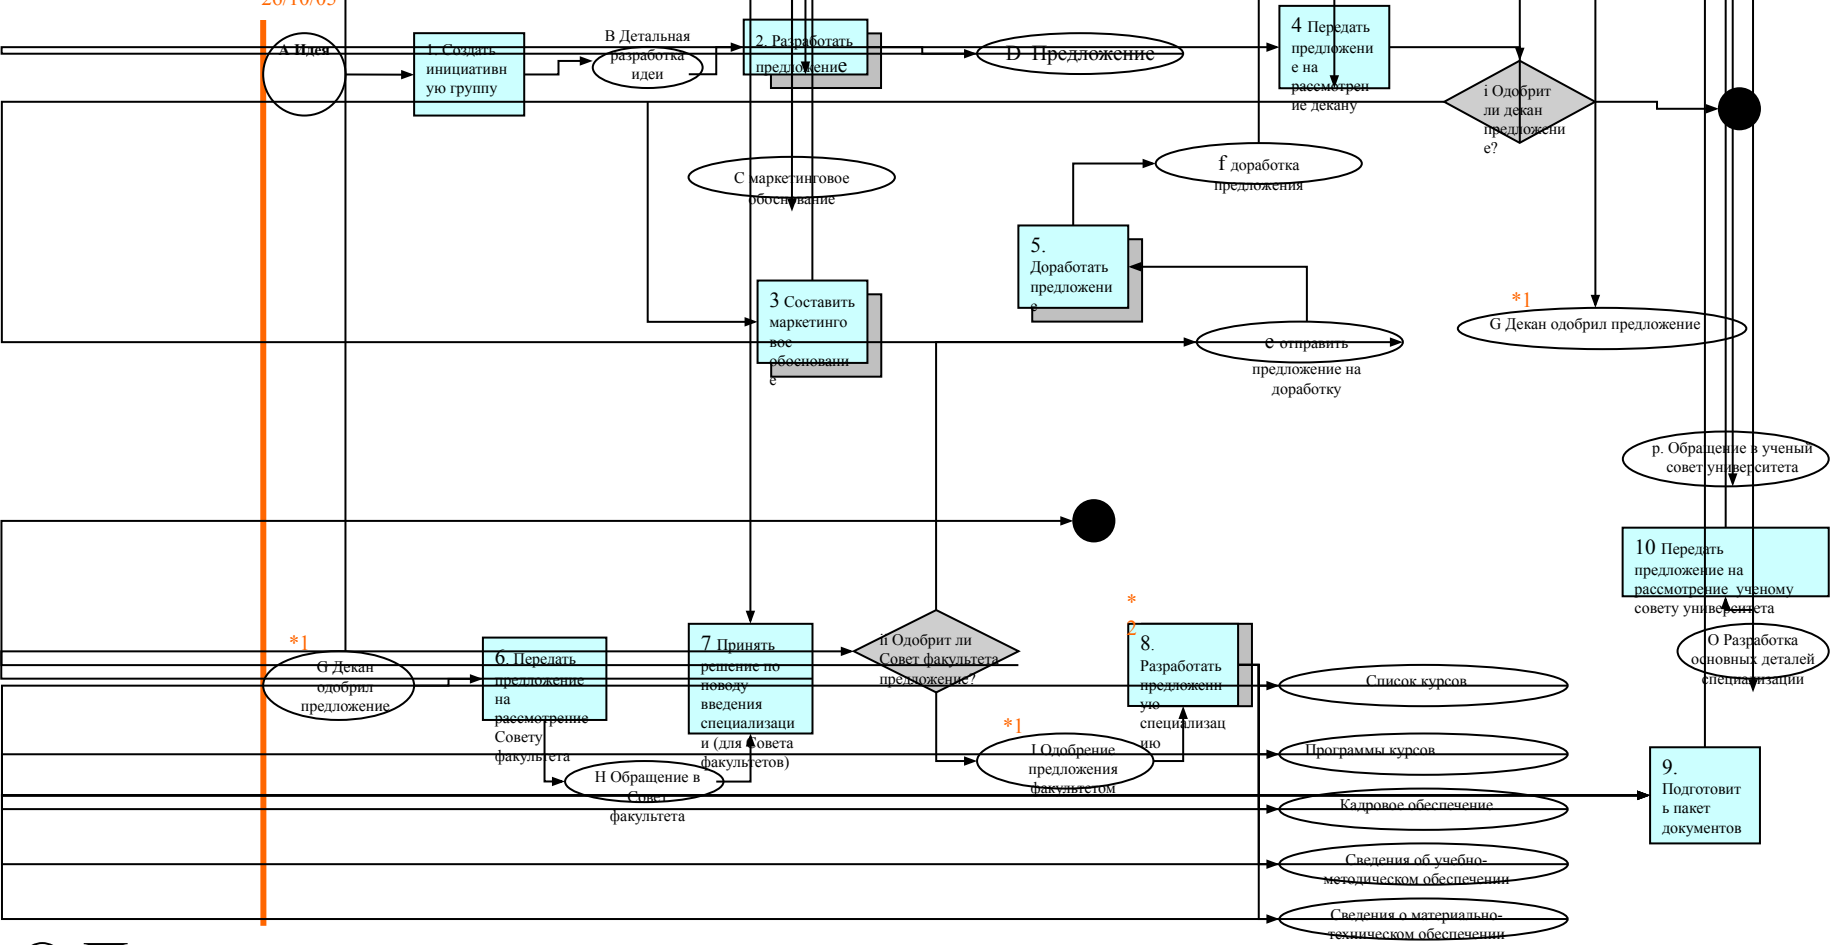 26/10/05
А Идея
1. Создать
инициативн
ую группу
В Детальная
разработка
идеи
2. Разработать
предложение
D Предложение
4 Передать
предложени
е на
рассмотрен
ие декану
i Одобрит
ли декан
предложени
е?
С маркетинговое
обоснование
f доработка
предложения
5.
Доработать
предложени
е
3 Составить
маркетинго
вое
обосновани
е
*1
G Декан одобрил предложение
е отправить
предложение на
доработку
р. Обращение в ученый
совет университета
10 Передать
предложение на
рассмотрение ученому
совету университета
*1
G Декан
одобрил
предложение
6. Передать
предложение
на
рассмотрение
Совету
факультета
7 Принять
решение по
поводу
введения
специализаци
и (для Совета
факультетов)
ii Одобрит ли
Совет факультета
предложение?
*
2
8.
Разработать
предложенн
ую
специализац
ию
О Разработка
основных деталей
специализации
Список курсов
*1
I Одобрение
предложения
факультетом
Программы курсов
Н Обращение в
Совет
факультета
9.
Подготовит
ь пакет
документов
Кадровое обеспечение
Сведения об учебно-
методическом обеспечении
Сведения о материально-
техническом обеспечении